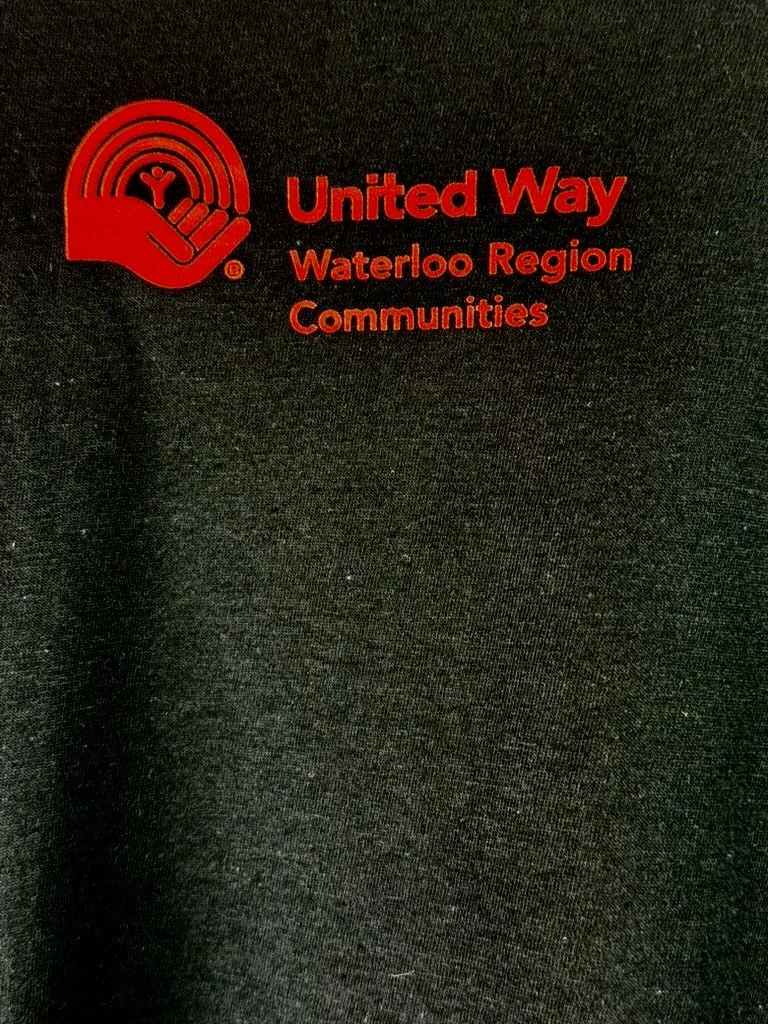 United Way
Waterloo Region
Communities
®